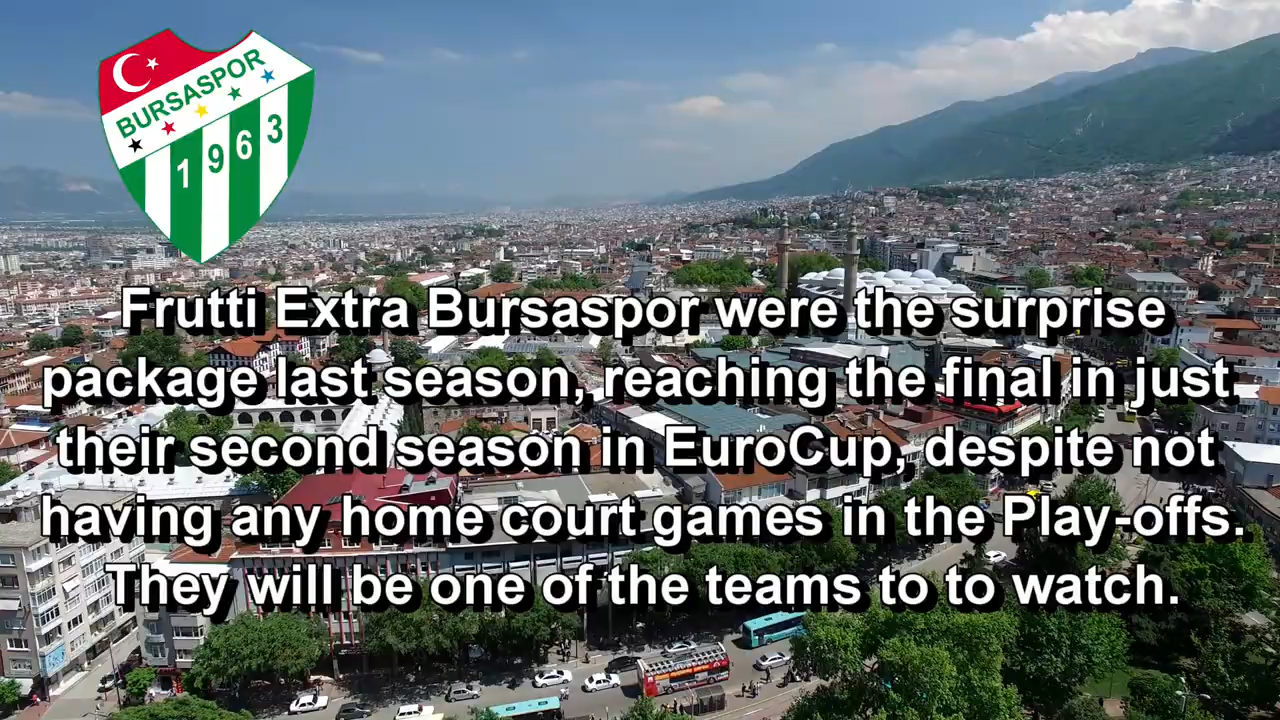 BURSASPOR
1963
Frutti Extra Bursaspor were the surprise
package last season, reaching the final in just
their second season in EuroCup, despite not
having any home court games in the Play-offs.
They will be one of the teams to to watch.